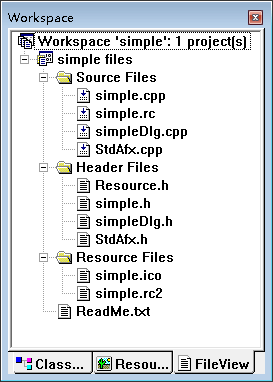 Workspace
Workspace 'simple': 1 project(s)
simple files
Source Files
simple.cpp
simple.rc
simpleDlg.cpp
StdAfx.cpp
Header Files
Resource.h
simple.h
simpleDlg.h
StdAfx.h
Resource Files
simple.ico
simple.rc2
ReadMe.txt
Class... Resou... FileView